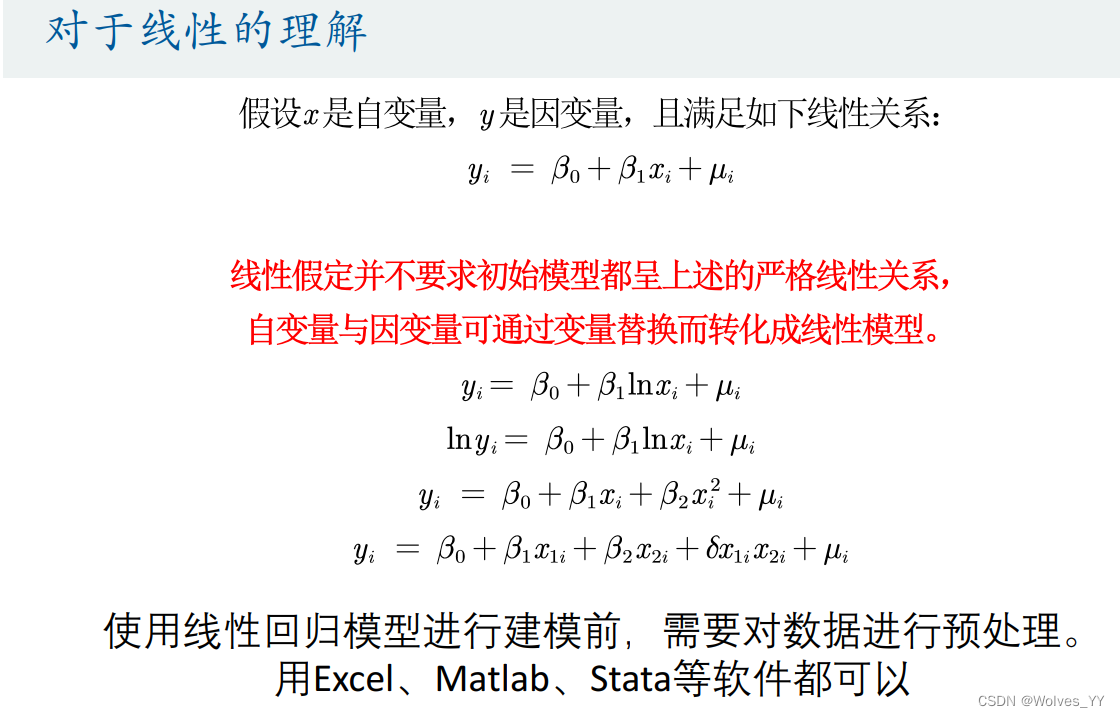 对于线性的理解
假设x是自变量，y是因变量，且满足如下线性关系：
yᵢ = β₀ + β₁xᵢ + μᵢ
线性假定并不要求初始模型都呈上述的严格线性关系，
自变量与因变量可通过变量替换而转化成线性模型。
yᵢ = β₀ + β₁lnxᵢ + μᵢ
lnyᵢ = β₀ + β₁lnxᵢ + μᵢ
yᵢ = β₀ + β₁xᵢ + β₂xᵢ² + μᵢ
yᵢ = β₀ + β₁x₁ᵢ + β₂x₂ᵢ + δx₁ᵢx₂ᵢ + μᵢ
使用线性回归模型进行建模前，需要对数据进行预处理。
用Excel、Matlab、Stata等软件都可以
CSDN @Wolves_YY